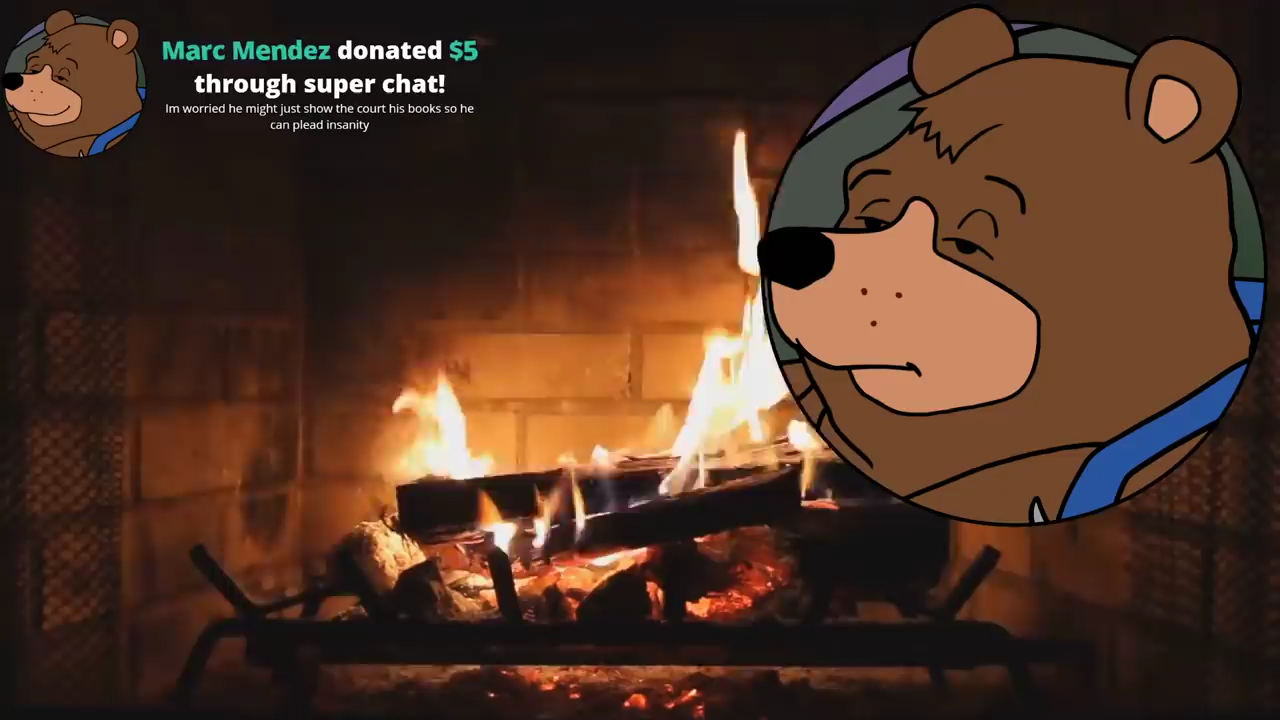 Marc Mendez donated $5
through super chat!
Im worried he might just show the court his books so he
can plead insanity